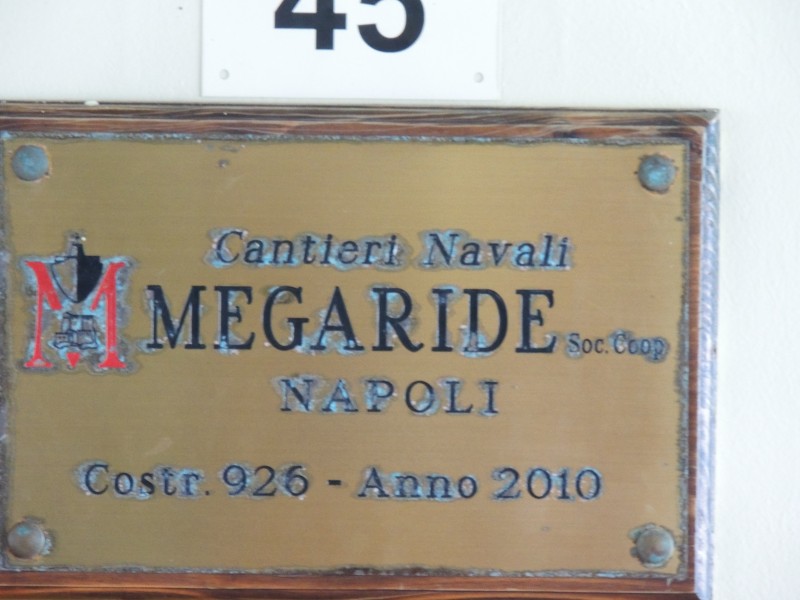 45
Cantieri Navali
M MEGARIDE Soc. Coop
NAPOLI
Costr. 926 - Anno 2010